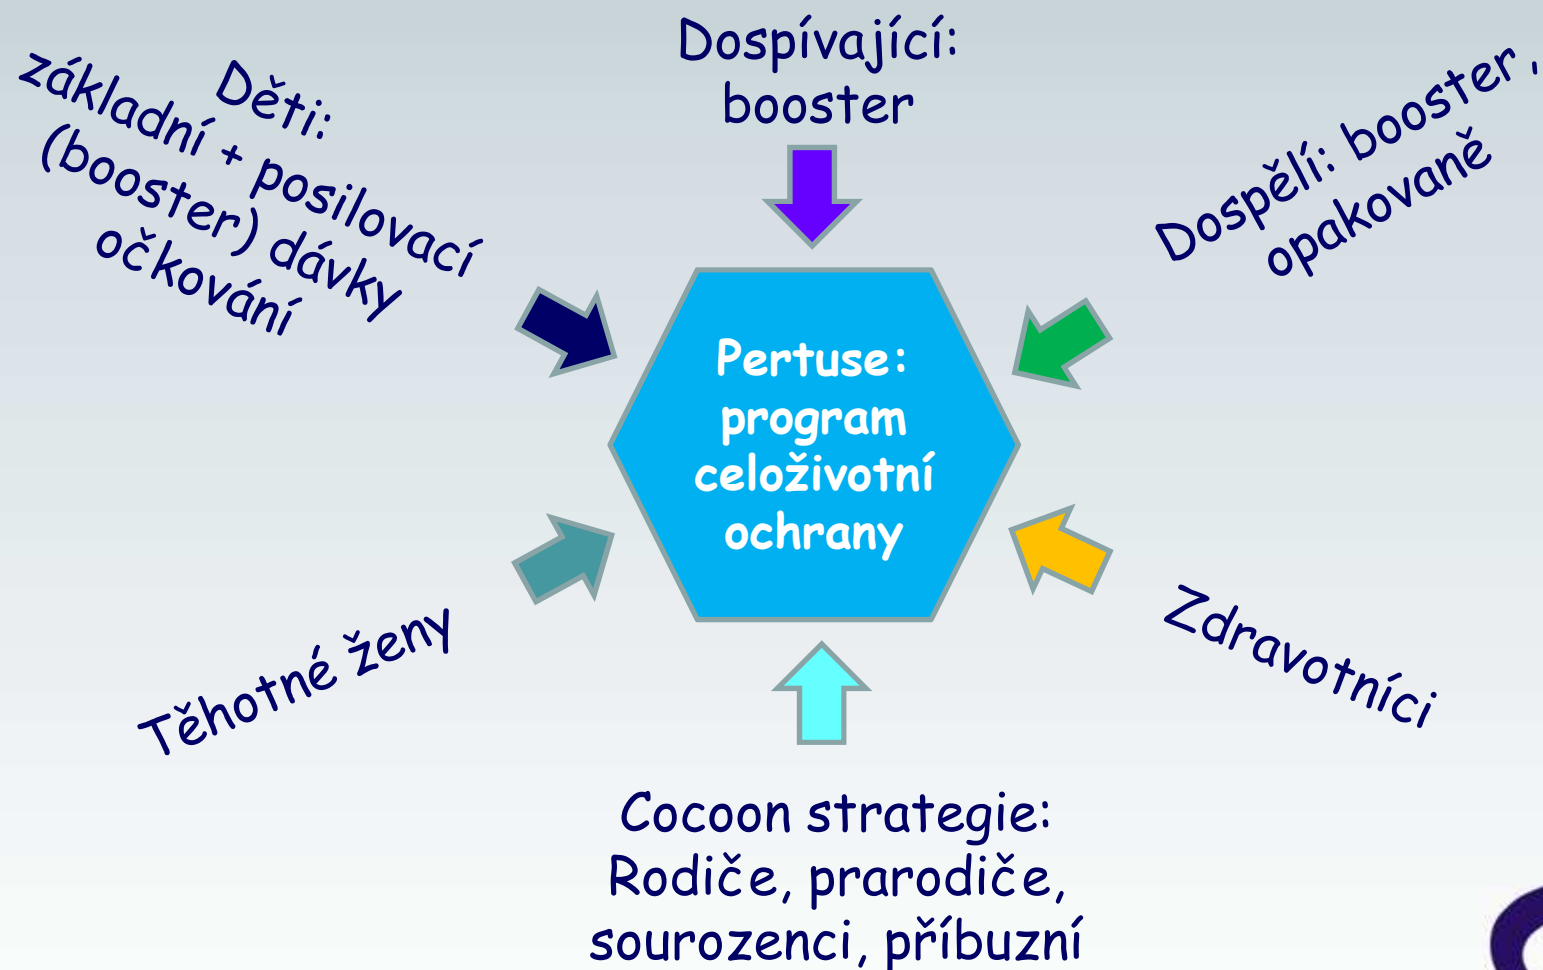 Dospívající:
booster
Děti:
základní + posilovací
(booster) dávky
očkování
Dospělí: booster,
opakovaně
Pertuse:
program
celoživotní
ochrany
Těhotné ženy
Zdravotníci
Cocoon strategie:
Rodiče, prarodiče,
sourozenci, příbuzní